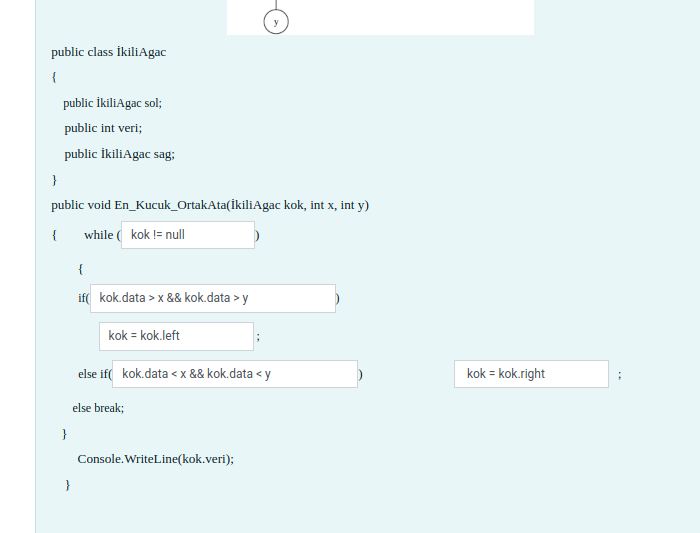 y
public class İkiliAgac
{
public İkiliAgac sol;
public int veri;
public İkiliAgac sag;
}
public void En_Kucuk_OrtakAta(İkiliAgac kok, int x, int y)
{ while ( kok != null )
{
if( kok.data > x && kok.data > y )
kok = kok.left ;
else if( kok.data < x && kok.data < y ) kok = kok.right ;
else break;
}
Console.WriteLine(kok.veri);
}